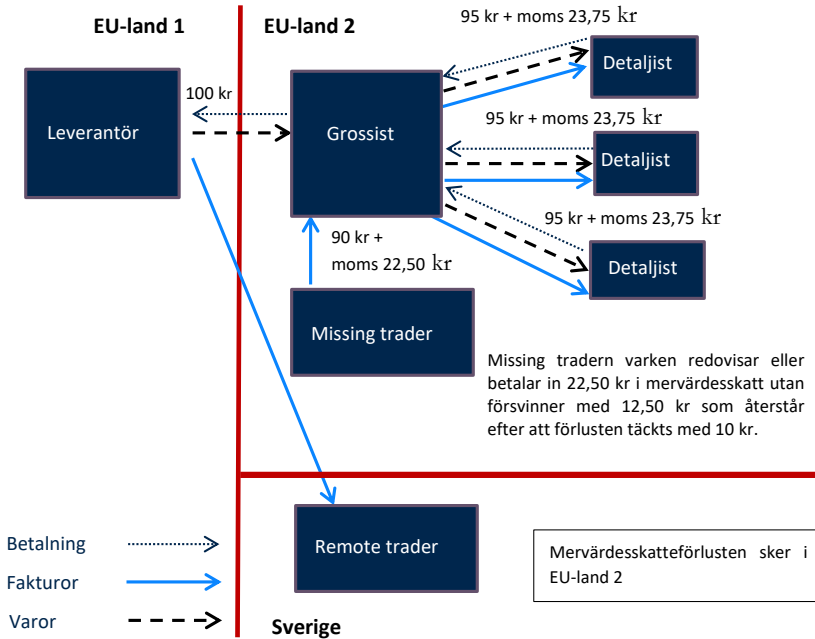 EU-land 1
EU-land 2
95 kr + moms 23,75 kr
Detaljist
100 kr
Leverantör
Grossist
95 kr + moms 23,75 kr
Detaljist
95 kr + moms 23,75 kr
Detaljist
90 kr +
moms 22,50 kr
Missing trader
Missing tradern varken redovisar eller
betalar in 22,50 kr i mervärdesskatt utan
försvinner med 12,50 kr som återstår
efter att förlusten täckts med 10 kr.
Remote trader
Mervärdesskatteförlusten sker i
EU-land 2
Betalning
Fakturor
Varor
Sverige